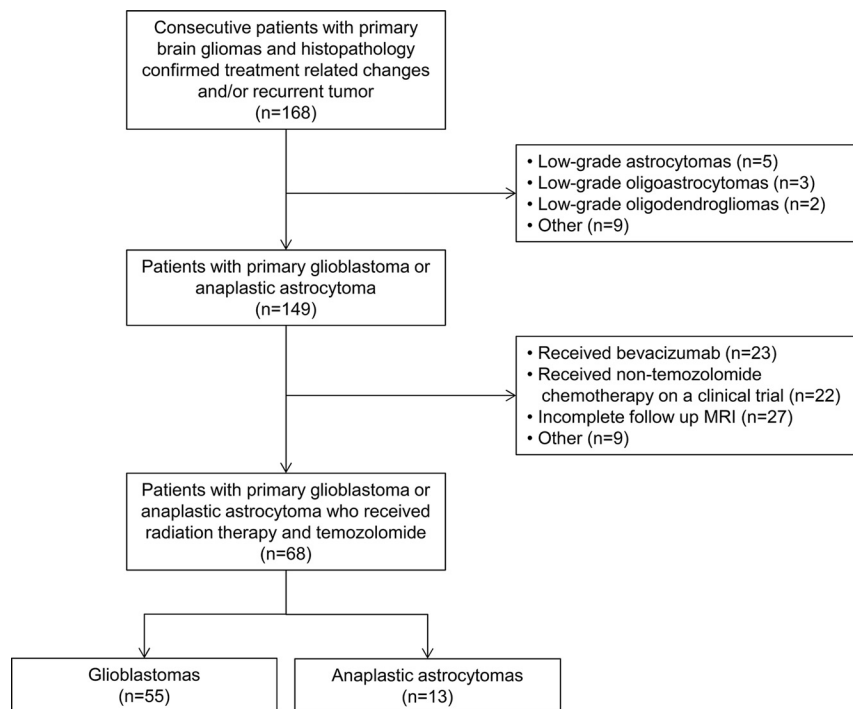 Consecutive patients with primary
brain gliomas and histopathology
confirmed treatment related changes
and/or recurrent tumor
(n=168)
• Low-grade astrocytomas (n=5)
• Low-grade oligoastrocytomas (n=3)
• Low-grade oligodendrogliomas (n=2)
• Other (n=9)
Patients with primary glioblastoma or
anaplastic astrocytoma
(n=149)
• Received bevacizumab (n=23)
• Received non-temozolomide
chemotherapy on a clinical trial (n=22)
• Incomplete follow up MRI (n=27)
• Other (n=9)
Patients with primary glioblastoma or
anaplastic astrocytoma who received
radiation therapy and temozolomide
(n=68)
Glioblastomas
(n=55)
Anaplastic astrocytomas
(n=13)